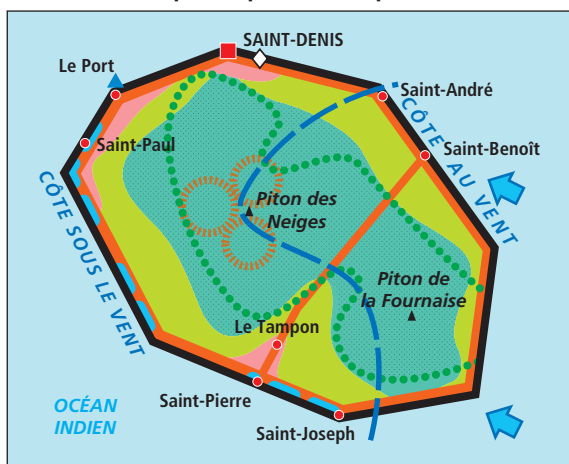 SAINT-DENIS
Le Port
Saint-André
CÔTE AU VENT
Saint-Paul
Saint-Benoît
CÔTE SOUS LE VENT
Piton des
Neiges
Piton de
la Fournaise
Le Tampon
Saint-Pierre
OCÉAN
INDIEN
Saint-Joseph